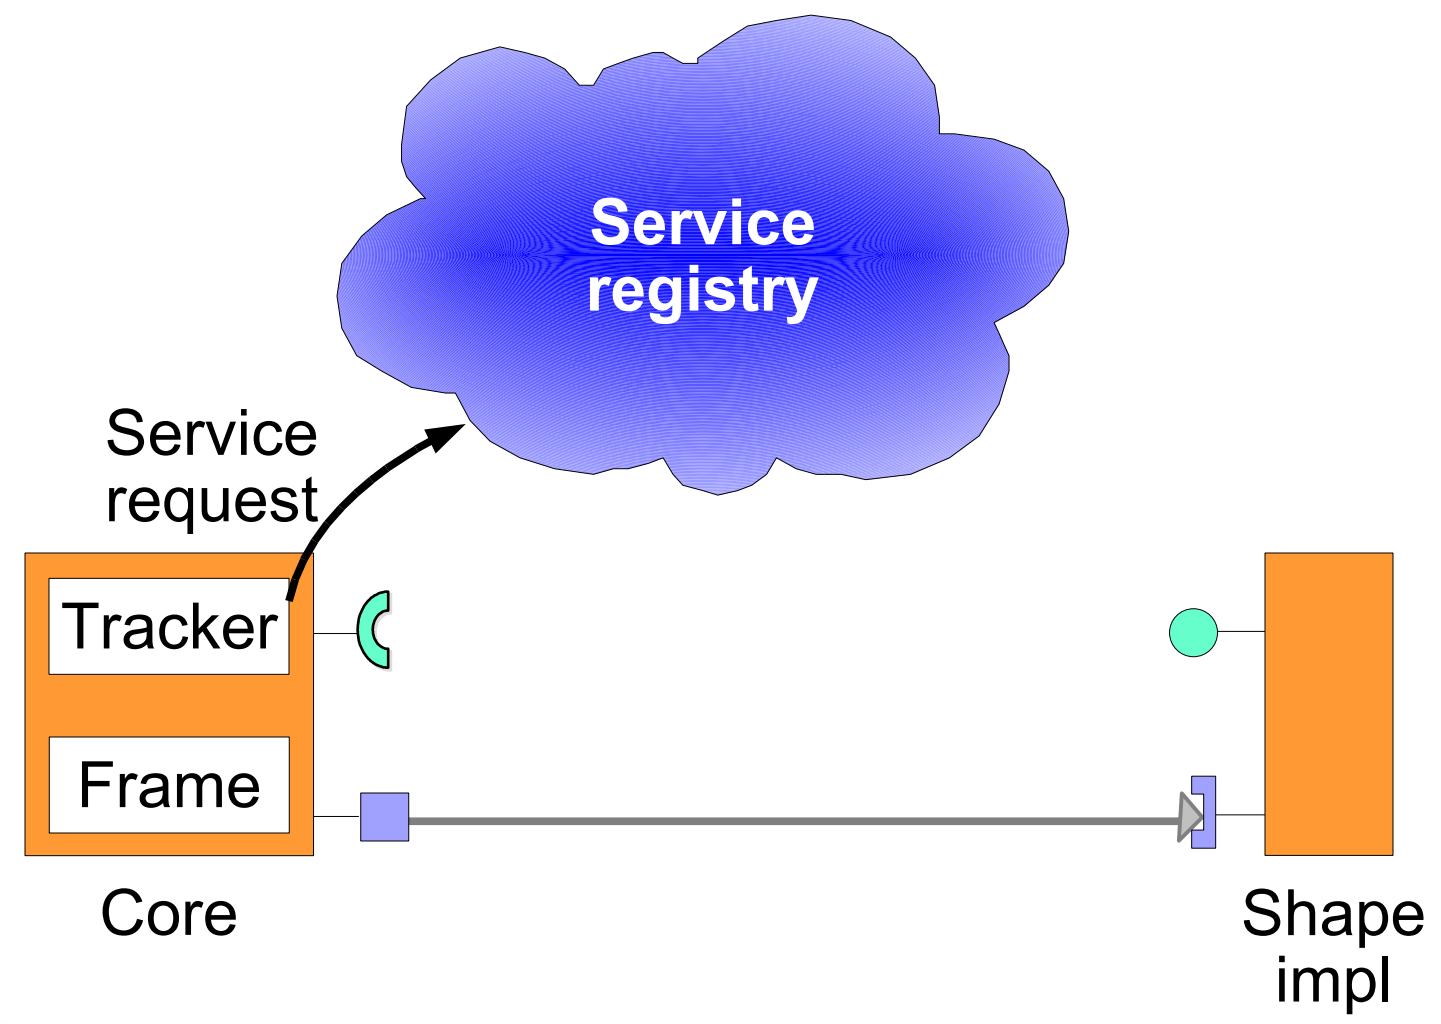 Service
registry
Service
request
Tracker
Frame
Core
Shape
impl